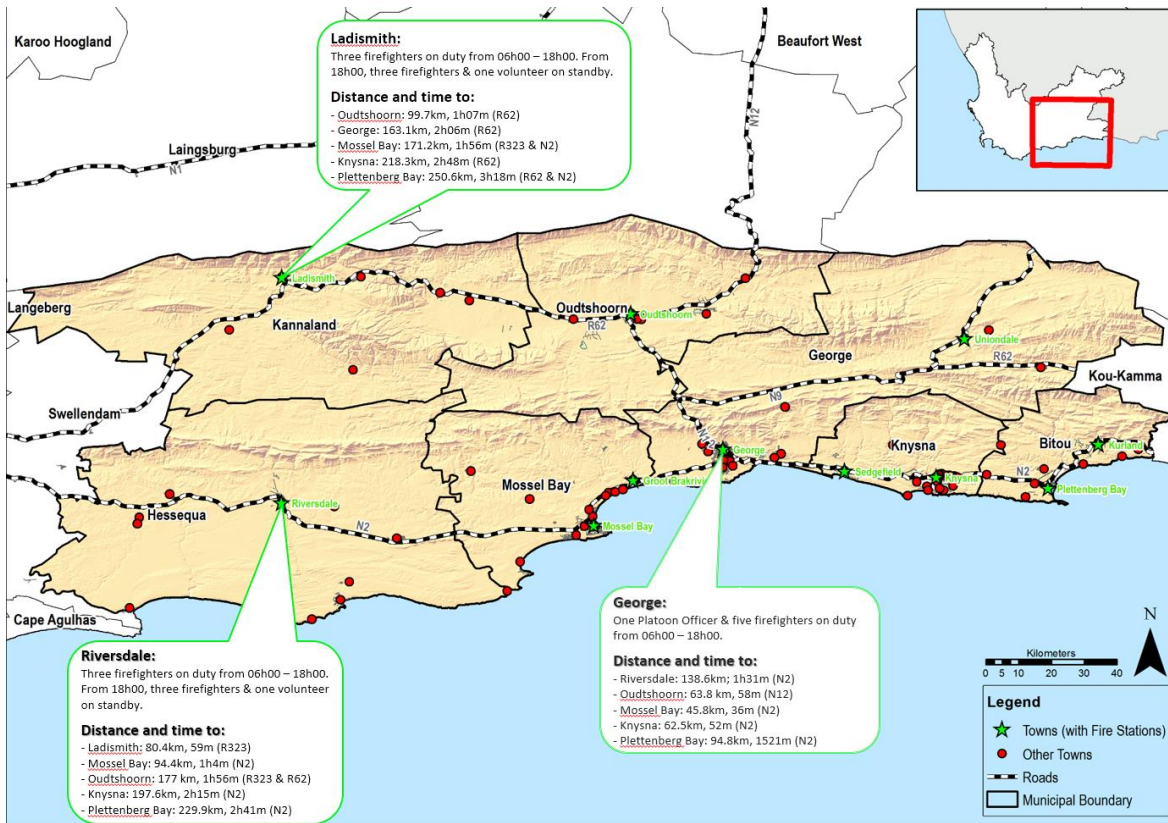 Karoo Hoogland
Beaufort West
Laingsburg
N1
N12
Ladismith:
Three firefighters on duty from 06h00 – 18h00. From
18h00, three firefighters & one volunteer on standby.
Distance and time to:
- Oudtshoorn: 99.7km, 1h07m (R62)
- George: 163.1km, 2h06m (R62)
- Mossel Bay: 171.2km, 1h56m (R323 & N2)
- Knysna: 218.3km, 2h48m (R62)
- Plettenberg Bay: 250.6km, 3h18m (R62 & N2)
Ladismith
Langeberg
Kannaland
Oudtshoorn
Oudtshoorn
R62
Uniondale
George
R62
Kou-Kamma
Swellendam
N9
N12
George
Knysna
Bitou
Kurland
Sedgefield
Knysna
N2
Plettenberg Bay
Mossel Bay
Groot Brakrivier
Mossel Bay
Riversdale
Hessequa
N2
Cape Agulhas
Riversdale:
Three firefighters on duty from 06h00 – 18h00.
From 18h00, three firefighters & one volunteer
on standby.
Distance and time to:
- Ladismith: 80.4km, 59m (R323)
- Mossel Bay: 94.4km, 1h4m (N2)
- Oudtshoorn: 177 km, 1h56m (R323 & R62)
- Knysna: 197.6km, 2h15m (N2)
- Plettenberg Bay: 229.9km, 2h41m (N2)
George:
One Platoon Officer & five firefighters on duty
from 06h00 – 18h00.
Distance and time to:
- Riversdale: 138.6km; 1h31m (N2)
- Oudtshoorn: 63.8 km, 58m (N12)
- Mossel Bay: 45.8km, 36m (N2)
- Knysna: 62.5km, 52m (N2)
- Plettenberg Bay: 94.8km, 1521m (N2)
N
Kilometers
0 5 10 20 30 40
Legend
Towns (with Fire Stations)
Other Towns
Roads
Municipal Boundary